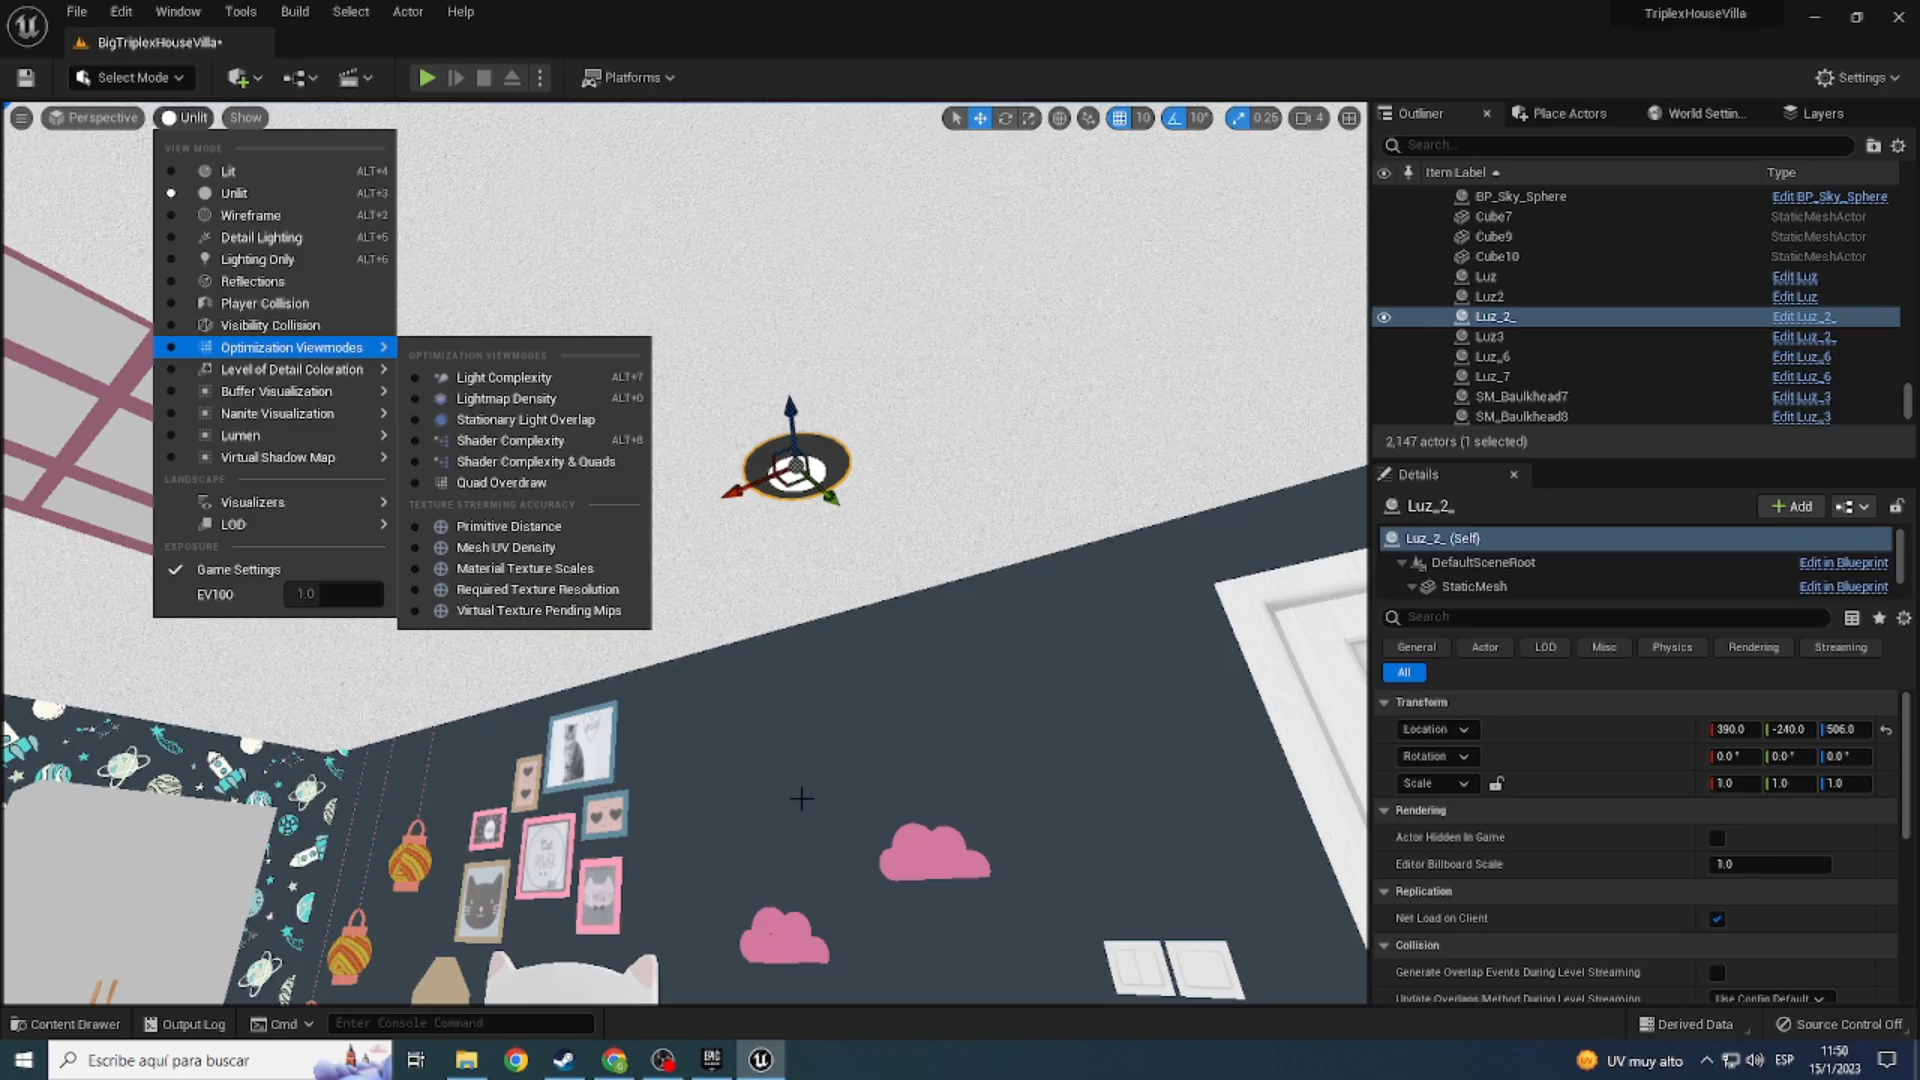 File Edit Window Tools Build Select Actor Help
TriplexHouseVilla
BigTriplexHouseVilla*
Select Mode
Platforms
Settings
Perspective Unlit Show
10 10° 0.25 4
VIEW MODE
Lit ALT+4
Unlit ALT+3
Wireframe ALT+2
Detail Lighting ALT+5
Lighting Only ALT+6
Reflections
Player Collision
Visibility Collision
Optimization Viewmodes
Level of Detail Coloration
Buffer Visualization
Nanite Visualization
Lumen
Virtual Shadow Map
LANDSCAPE
Visualizers
LOD
EXPOSURE
Game Settings
EV100 1.0
OPTIMIZATION VIEWMODES
Light Complexity ALT+7
Lightmap Density ALT+0
Stationary Light Overlap
Shader Complexity ALT+8
Shader Complexity & Quads
Quad Overdraw
TEXTURE STREAMING ACCURACY
Primitive Distance
Mesh UV Density
Material Texture Scales
Required Texture Resolution
Virtual Texture Pending Mips
Outliner Place Actors World Settin... Layers
Search...
Item Label Type
BP_Sky_Sphere Edit BP_Sky_Sphere
Cube7 StaticMeshActor
Cube9 StaticMeshActor
Cube10 StaticMeshActor
Luz Edit Luz
Luz2 Edit Luz
Luz_2_ Edit Luz_2_
Luz3 Edit Luz_2_
Luz_6 Edit Luz_6
Luz_7 Edit Luz_6
SM_Baulkhead7 Edit Luz_3
SM_Baulkhead8 Edit Luz_3
2,147 actors (1 selected)
Details
Luz_2_ Add
Luz_2_ (Self)
DefaultSceneRoot Edit in Blueprint
StaticMesh Edit in Blueprint
Search
General Actor LOD Misc Physics Rendering Streaming
All
Transform
Location 390.0 -240.0 506.0
Rotation 0.0° 0.0° 0.0°
Scale 1.0 1.0 1.0
Rendering
Actor Hidden In Game
Editor Billboard Scale 1.0
Replication
Net Load on Client
Collision
Generate Overlap Events During Level Streaming
Update Overlaps Method During Level Streaming Use Config Default
Content Drawer Output Log Cmd Enter Console Command Derived Data Source Control Off
Escribe aquí para buscar
EPIC
UV muy alto ESP 11:50
15/1/2023